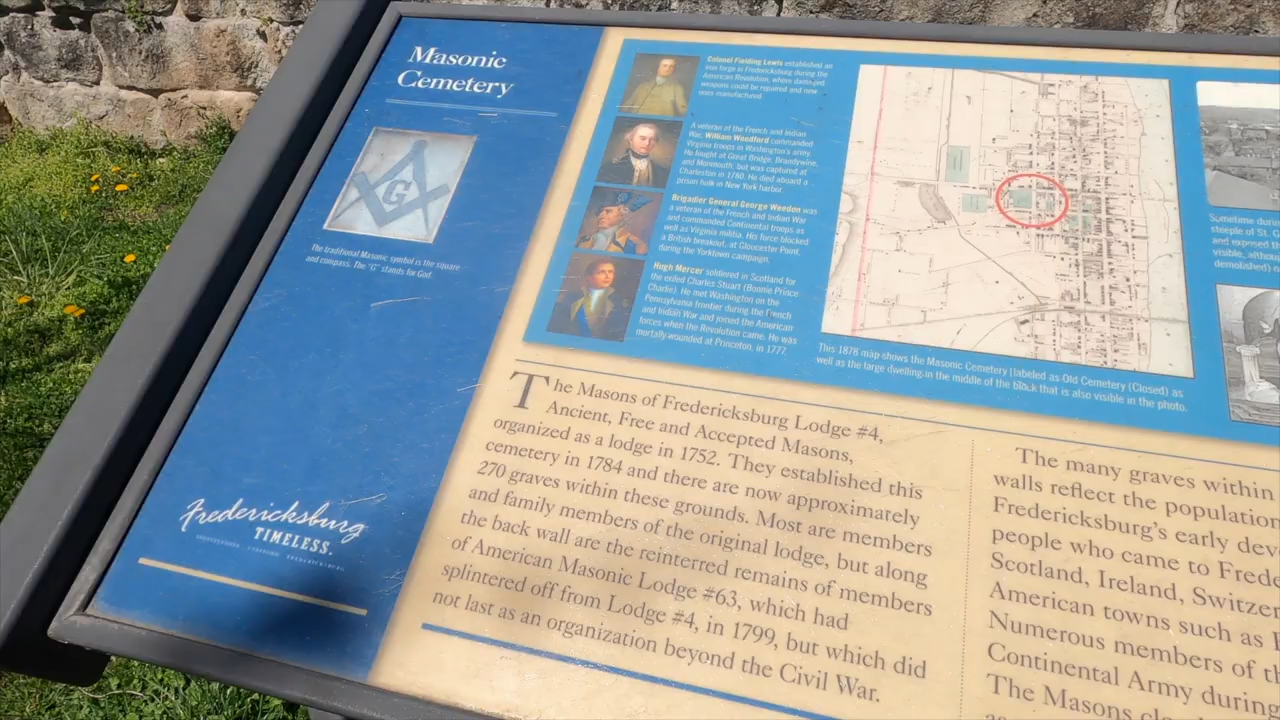 Masonic
Cemetery
G
The traditional Masonic symbol is the square
and compass. The "G" stands for God.
Fredericksburg
TIMELESS.
Colonel Fielding Lewis established an
iron forge in Fredericksburg during the
American Revolution, where damaged
weapons could be repaired and new
ones manufactured.
A veteran of the French and Indian
War, William Woodford commanded
Virginia troops in Washington's army.
He fought at Great Bridge, Brandywine,
and Monmouth, but was captured at
Charleston in 1780. He died aboard a
prison hulk in New York harbor.
Brigadier General George Weedon was
a veteran of the French and Indian War
and commanded Continental troops as
well as Virginia militia. His force blocked
a British breakout, at Gloucester Point,
during the Yorktown campaign.
Hugh Mercer soldiered in Scotland for
the exiled Charles Stuart (Bonnie Prince
Charlie). He met Washington on the
Pennsylvania frontier during the French
and Indian War and joined the American
forces when the Revolution came. He was
mortally wounded at Princeton, in 1777.
This 1878 map shows the Masonic Cemetery [labeled as Old Cemetery (Closed) as
well as the large dwelling in the middle of the block that is also visible in the photo.
Sometime durin
steeple of St. G
and exposed th
visible, althoug
demolished) n
The Masons of Fredericksburg Lodge #4,
Ancient, Free and Accepted Masons,
organized as a lodge in 1752. They established this
cemetery in 1784 and there are now approximately
270 graves within these grounds. Most are members
and family members of the original lodge, but along
the back wall are the reinterred remains of members
of American Masonic Lodge #63, which had
splintered off from Lodge #4, in 1799, but which did
not last as an organization beyond the Civil War.
The many graves within
walls reflect the population
Fredericksburg's early deve
people who came to Frede
Scotland, Ireland, Switzer
American towns such as
Numerous members of th
Continental Army during
The Masons clo